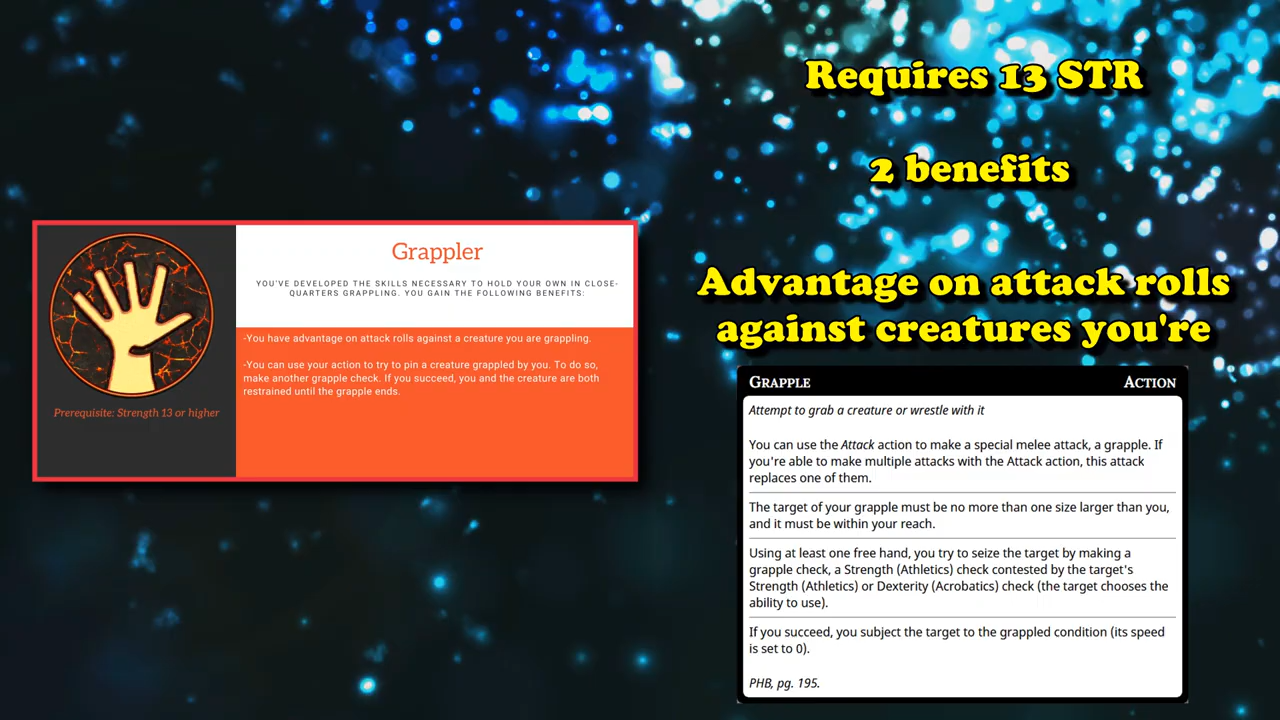 Grappler
YOU'VE DEVELOPED THE SKILLS NECESSARY TO HOLD YOUR OWN IN CLOSE-
QUARTERS GRAPPLING. YOU GAIN THE FOLLOWING BENEFITS:
-You have advantage on attack rolls against a creature you are grappling.
-You can use your action to try to pin a creature grappled by you. To do so,
make another grapple check. If you succeed, you and the creature are both
restrained until the grapple ends.
Prerequisite: Strength 13 or higher
Requires 13 STR
2 benefits
Advantage on attack rolls
against creatures you're
GRAPPLE ACTION
Attempt to grab a creature or wrestle with it
You can use the Attack action to make a special melee attack, a grapple. If
you're able to make multiple attacks with the Attack action, this attack
replaces one of them.
The target of your grapple must be no more than one size larger than you,
and it must be within your reach.
Using at least one free hand, you try to seize the target by making a
grapple check, a Strength (Athletics) check contested by the target's
Strength (Athletics) or Dexterity (Acrobatics) check (the target chooses the
ability to use).
If you succeed, you subject the target to the grappled condition (its speed
is set to 0).
PHB, pg. 195.